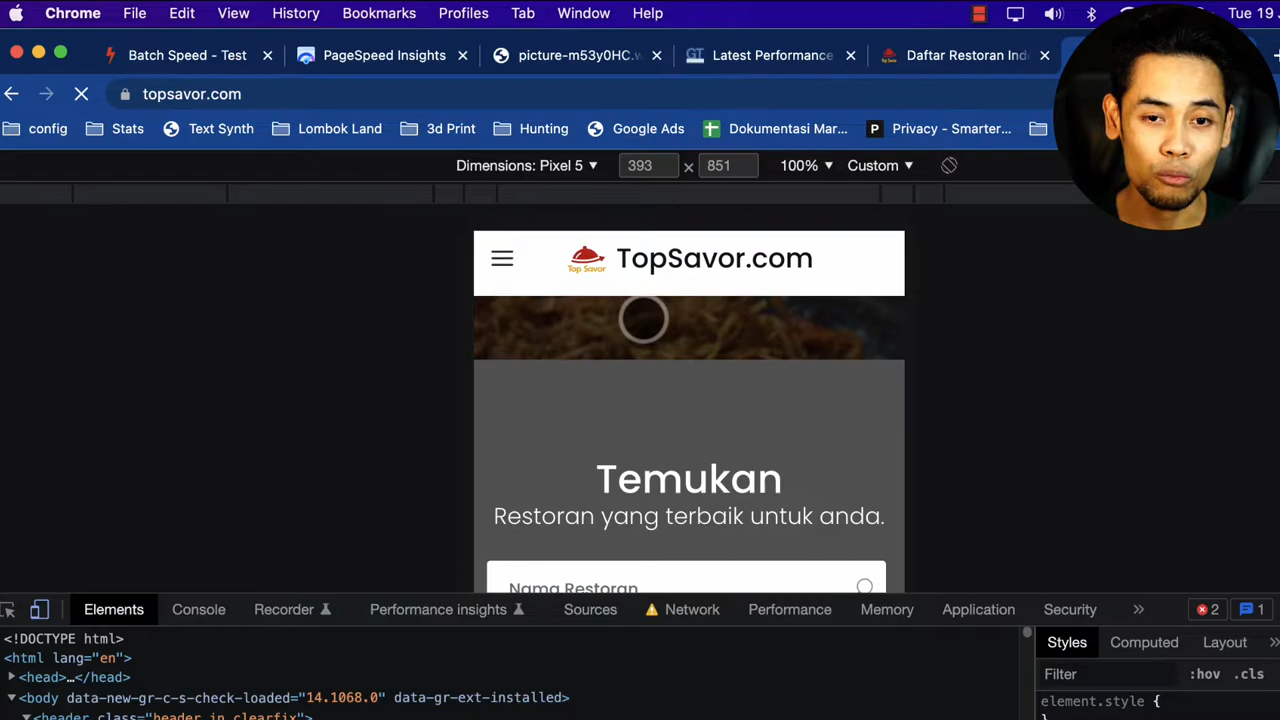 Chrome File Edit View History Bookmarks Profiles Tab Window Help Tue 19
Batch Speed - Test PageSpeed Insights picture-m53y0HC.w GT Latest Performance Daftar Restoran Ind
topsavor.com
config Stats Text Synth Lombok Land 3d Print Hunting Google Ads Dokumentasi Mar... P Privacy - Smarter...
Dimensions: Pixel 5 393 × 851 100% Custom
Top Savor TopSavor.com
Temukan
Restoran yang terbaik untuk anda.
Nama Restoran
Elements Console Recorder Performance insights Sources Network Performance Memory Application Security » 2 1
<!DOCTYPE html>
<html lang="en">
<head>…</head>
<body data-new-gr-c-s-check-loaded="14.1068.0" data-gr-ext-installed>
<header class="header_in clearfix">
Styles Computed Layout »
Filter :hov .cls
element.style {
}